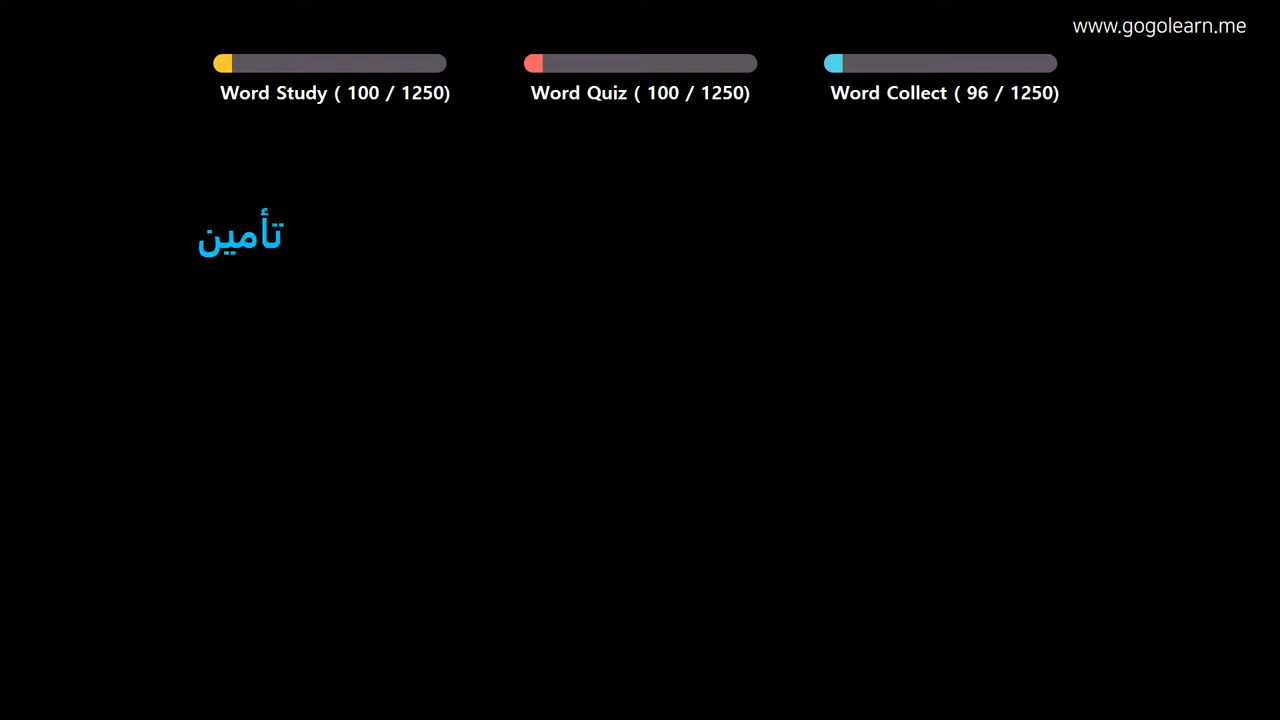 www.gogolearn.me
Word Study ( 100 / 1250)
Word Quiz ( 100 / 1250)
Word Collect ( 96 / 1250)
تأمين